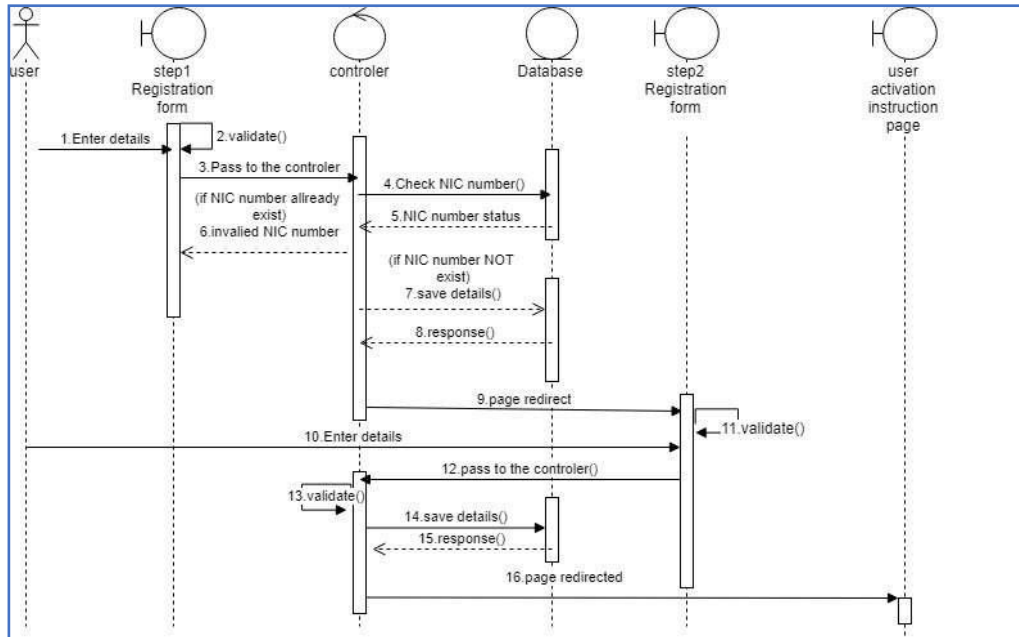 user
step1
Registration
form
controler
Database
step2
Registration
form
user
activation
instruction
page
1.Enter details
2.validate()
3.Pass to the controler
4.Check NIC number()
(if NIC number allready
exist)
6.invalied NIC number
5.NIC number status
(if NIC number NOT
exist)
7.save details()
8.response()
9.page redirect
11.validate()
10.Enter details
12.pass to the controler()
13.validate()
14.save details()
15.response()
16.page redirected